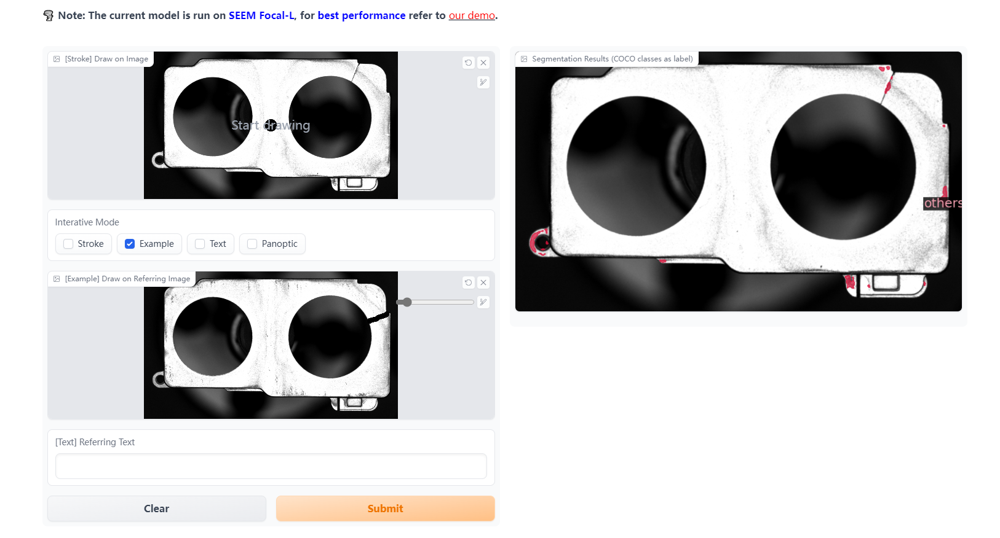 Note: The current model is run on SEEM Focal-L, for best performance refer to our demo.
[Stroke] Draw on Image
Start drawing
Interative Mode
Stroke
Example
Text
Panoptic
[Example] Draw on Referring Image
[Text] Referring Text
Clear
Submit
Segmentation Results (COCO classes as label)
others